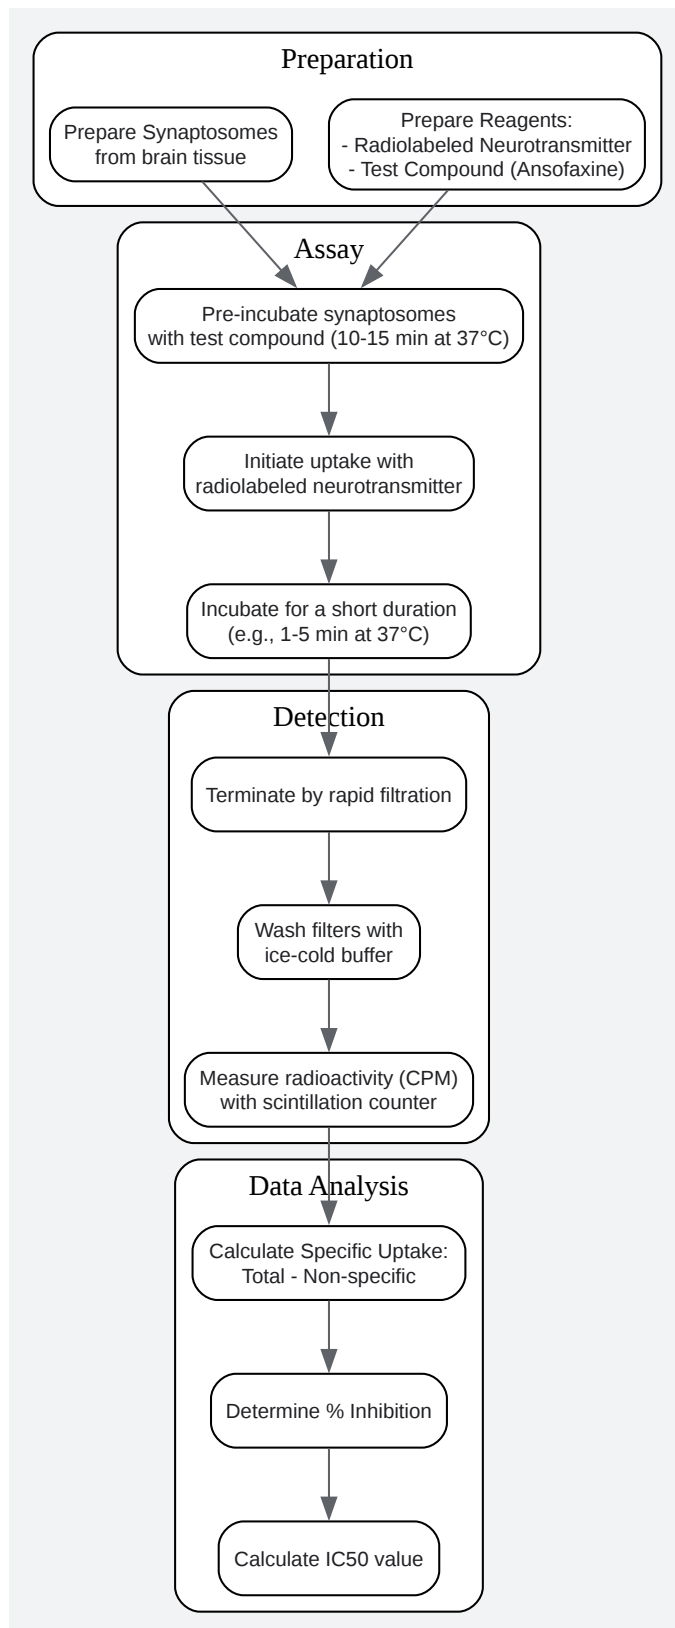 Preparation
Prepare Synaptosomes
from brain tissue
Prepare Reagents:
- Radiolabeled Neurotransmitter
- Test Compound (Ansofaxine)
Assay
Pre-incubate synaptosomes
with test compound (10-15 min at 37°C)
Initiate uptake with
radiolabeled neurotransmitter
Incubate for a short duration
(e.g., 1-5 min at 37°C)
Detection
Terminate by rapid filtration
Wash filters with
ice-cold buffer
Measure radioactivity (CPM)
with scintillation counter
Data Analysis
Calculate Specific Uptake:
Total - Non-specific
Determine % Inhibition
Calculate IC50 value